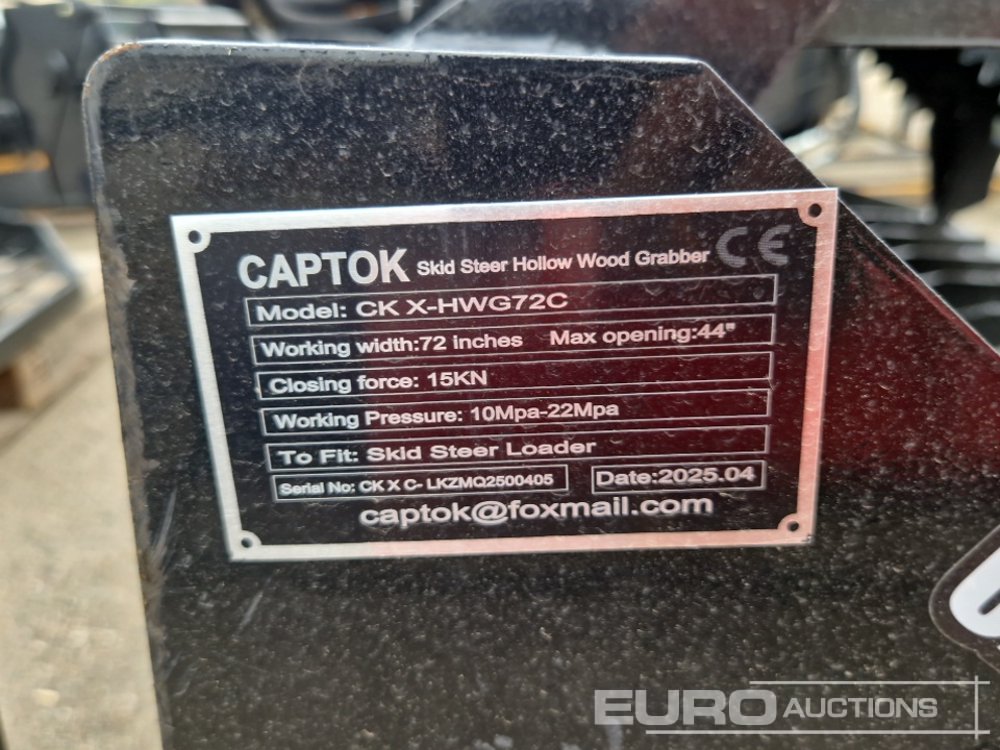 CAPTOK Skid Steer Hollow Wood Grabber CE
Model: CK X-HWG72C
Working width:72 inches Max opening:44"
Closing force: 15KN
Working Pressure: 10Mpa-22Mpa
To Fit: Skid Steer Loader
Serial No: CK X C- LKZMQ2500405 Date:2025.04
captok@foxmail.com
EURO AUCTIONS